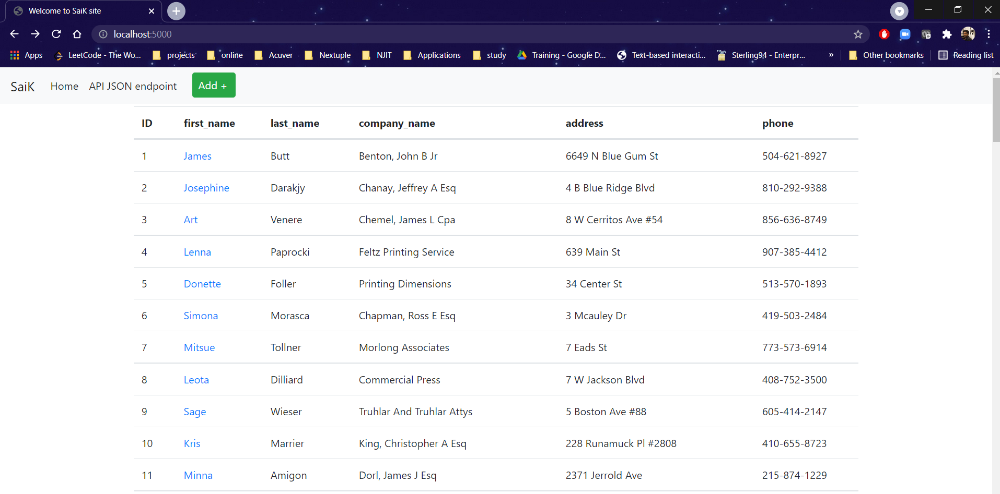 Welcome to SaiK site
localhost:5000
Apps LeetCode - The Wo... projects online Acuver Nextuple NJIT Applications study Training - Google D... Text-based interacti... Sterling94 - Enterpr... » Other bookmarks Reading list
SaiK Home API JSON endpoint Add +
ID first_name last_name company_name address phone
1 James Butt Benton, John B Jr 6649 N Blue Gum St 504-621-8927
2 Josephine Darakjy Chanay, Jeffrey A Esq 4 B Blue Ridge Blvd 810-292-9388
3 Art Venere Chemel, James L Cpa 8 W Cerritos Ave #54 856-636-8749
4 Lenna Paprocki Feltz Printing Service 639 Main St 907-385-4412
5 Donette Foller Printing Dimensions 34 Center St 513-570-1893
6 Simona Morasca Chapman, Ross E Esq 3 Mcauley Dr 419-503-2484
7 Mitsue Tollner Morlong Associates 7 Eads St 773-573-6914
8 Leota Dilliard Commercial Press 7 W Jackson Blvd 408-752-3500
9 Sage Wieser Truhlar And Truhlar Attys 5 Boston Ave #88 605-414-2147
10 Kris Marrier King, Christopher A Esq 228 Runamuck Pl #2808 410-655-8723
11 Minna Amigon Dorl, James J Esq 2371 Jerrold Ave 215-874-1229